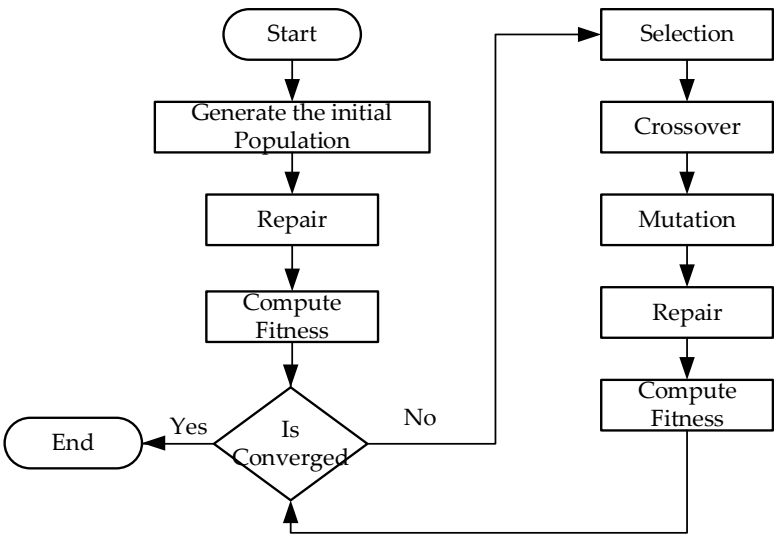 Start
Generate the initial
Population
Repair
Compute
Fitness
Is
Converged
Yes
End
No
Selection
Crossover
Mutation
Repair
Compute
Fitness